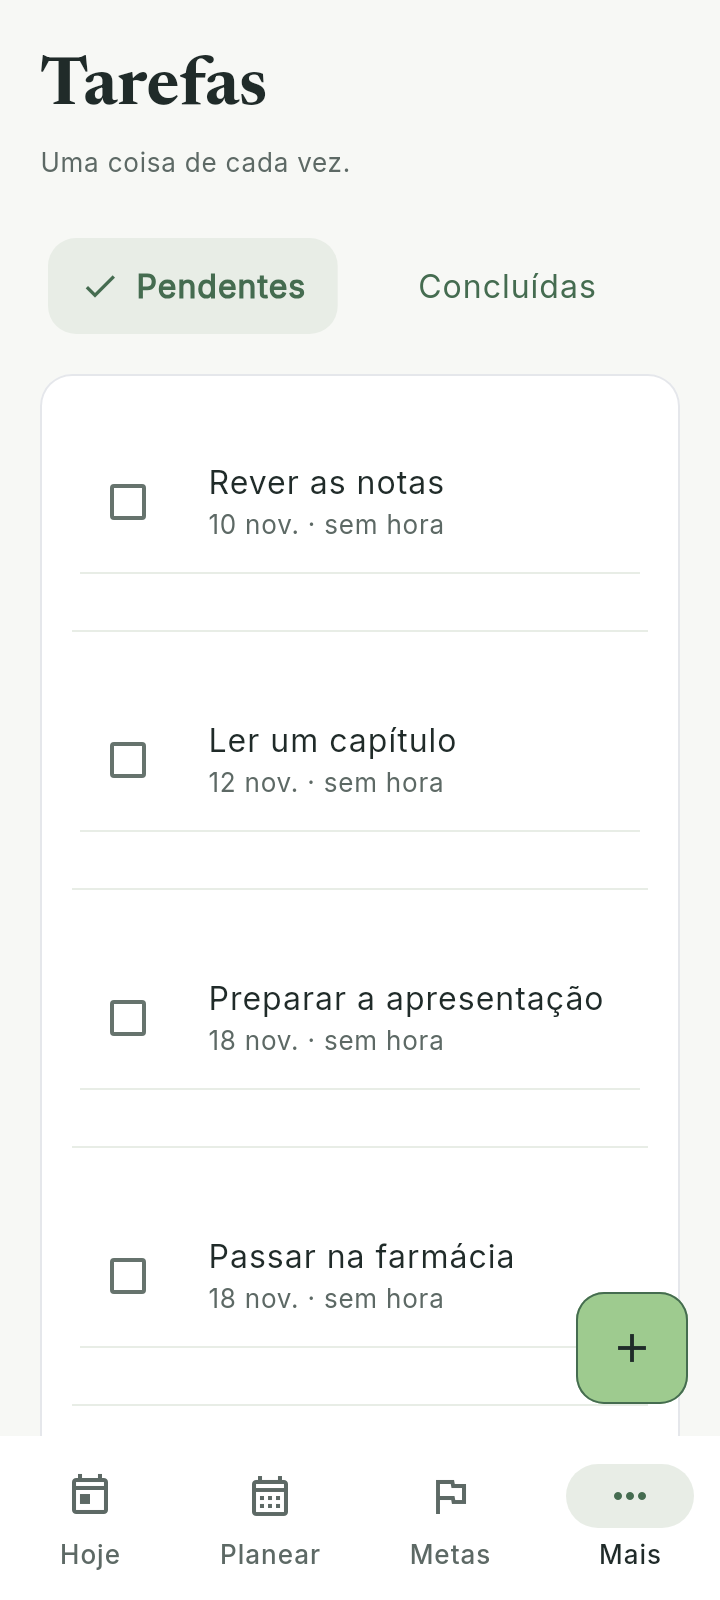 Tarefas
Uma coisa de cada vez.
Pendentes
Concluídas
Rever as notas
10 nov. · sem hora
Ler um capítulo
12 nov. · sem hora
Preparar a apresentação
18 nov. · sem hora
Passar na farmácia
18 nov. · sem hora
Hoje
Planear
Metas
Mais